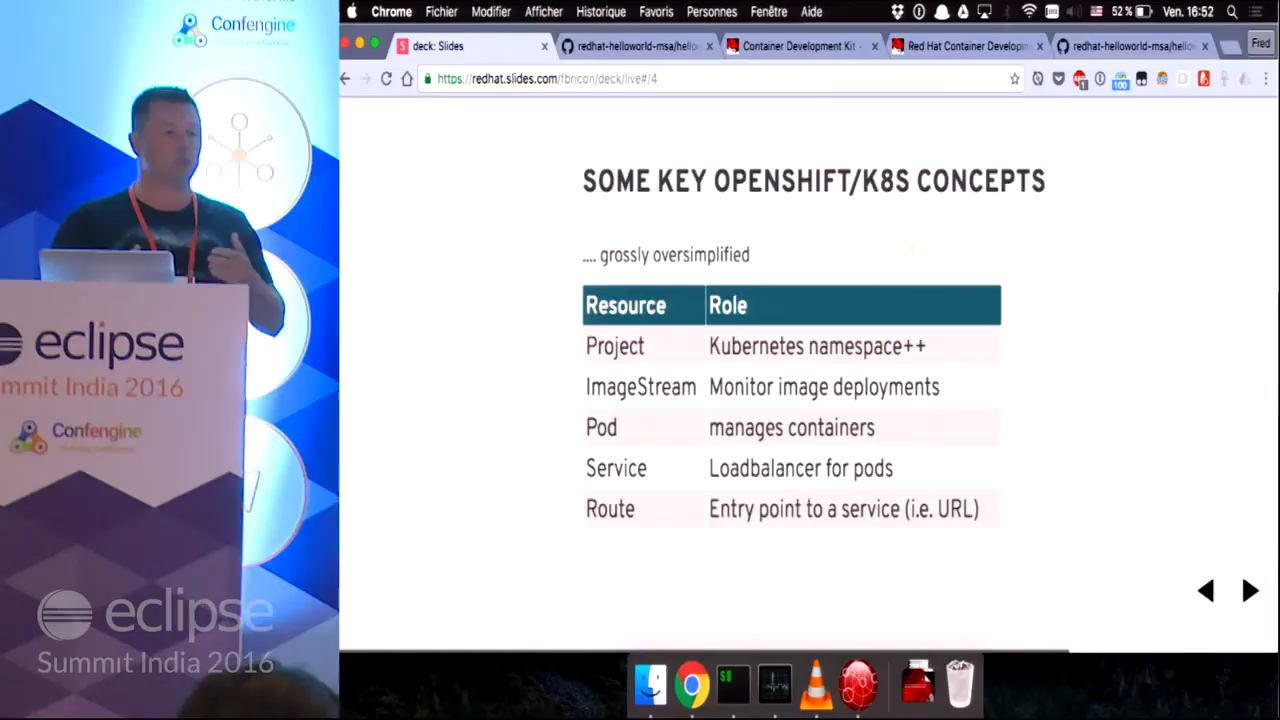 Confengine
eclipse
mmit India 2016
Confengine
eclipse
Summit India 2016
Chrome Fichier Modifier Afficher Historique Favoris Personnes Fenêtre Aide 52 % Ven. 16:52
deck: Slides
redhat-helloworld-msa/hello
Container Development Kit -
Red Hat Container Developm
redhat-helloworld-msa/hello
Fred
https://redhat.slides.com/fbricon/deck/live#/4
1
100
SOME KEY OPENSHIFT/K8S CONCEPTS
.... grossly oversimplified
Resource Role
Project Kubernetes namespace++
ImageStream Monitor image deployments
Pod manages containers
Service Loadbalancer for pods
Route Entry point to a service (i.e. URL)